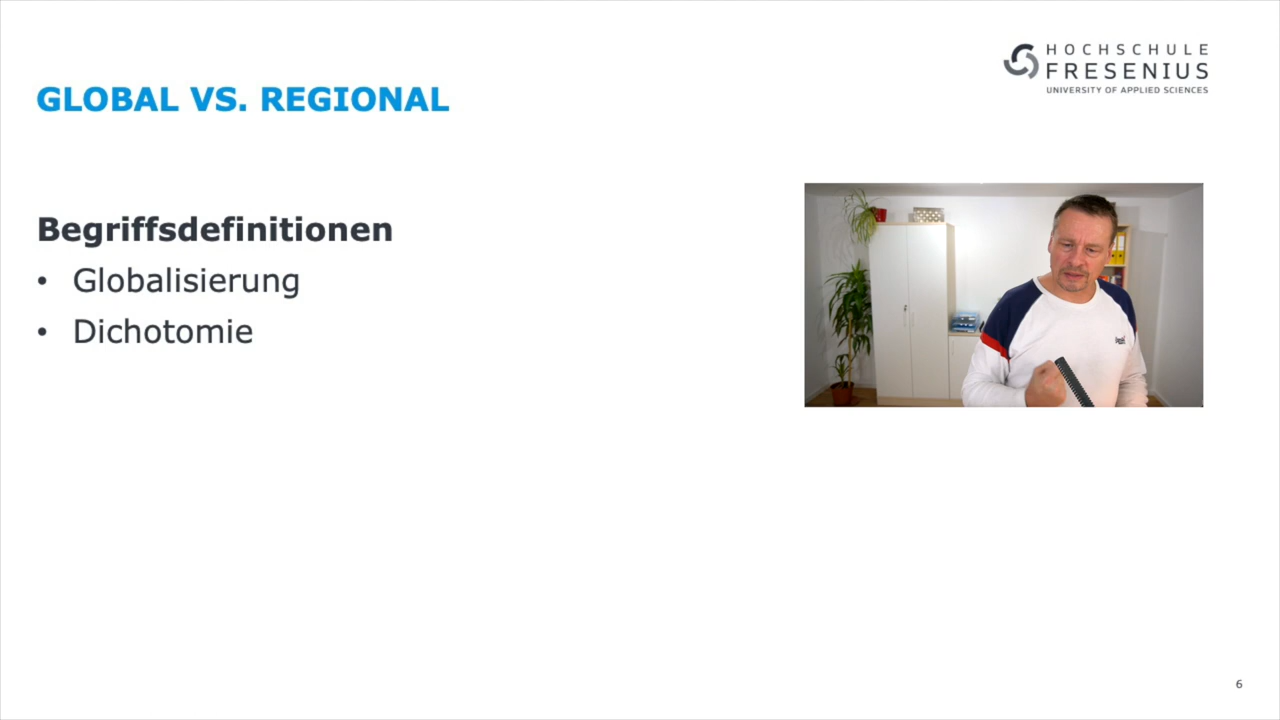 HOCHSCHULE
FRESENIUS
UNIVERSITY OF APPLIED SCIENCES
GLOBAL VS. REGIONAL
Begriffsdefinitionen
• Globalisierung
• Dichotomie
6